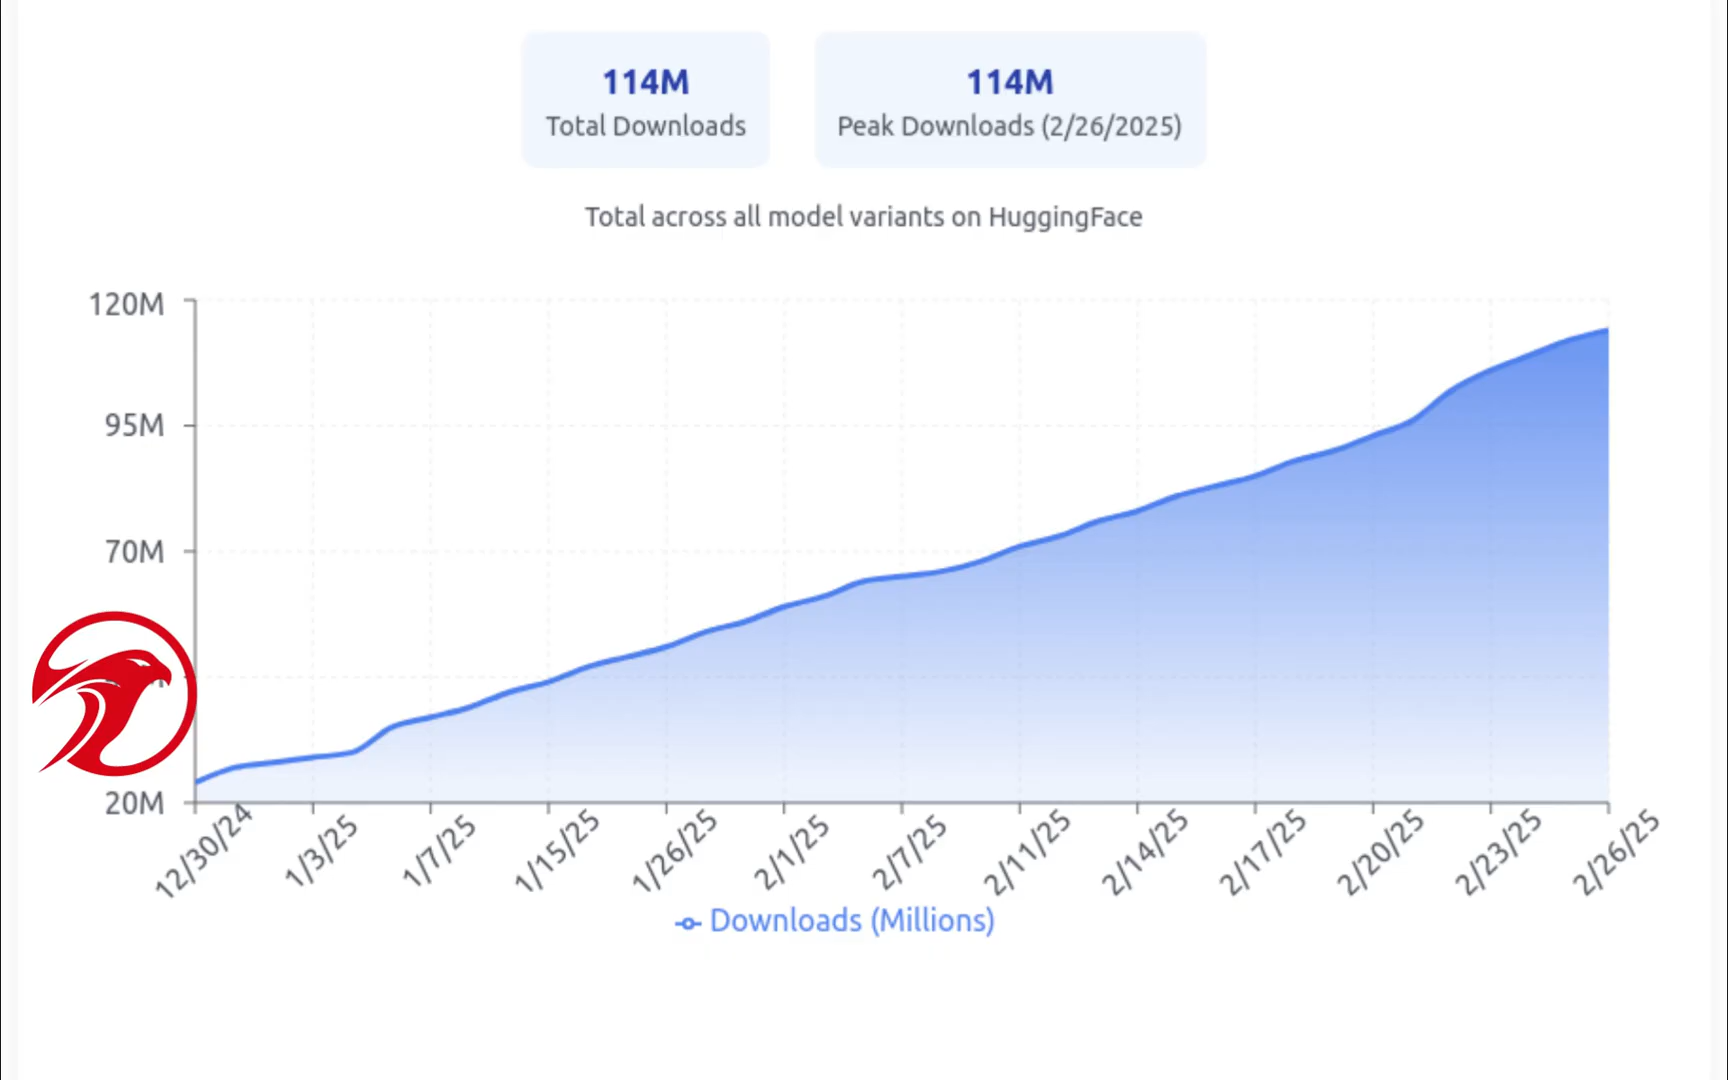 114M
Total Downloads
114M
Peak Downloads (2/26/2025)
Total across all model variants on HuggingFace
120M
95M
70M
20M
12/30/24
1/3/25
1/7/25
1/15/25
1/26/25
2/1/25
2/7/25
2/11/25
2/14/25
2/17/25
2/20/25
2/23/25
2/26/25
Downloads (Millions)